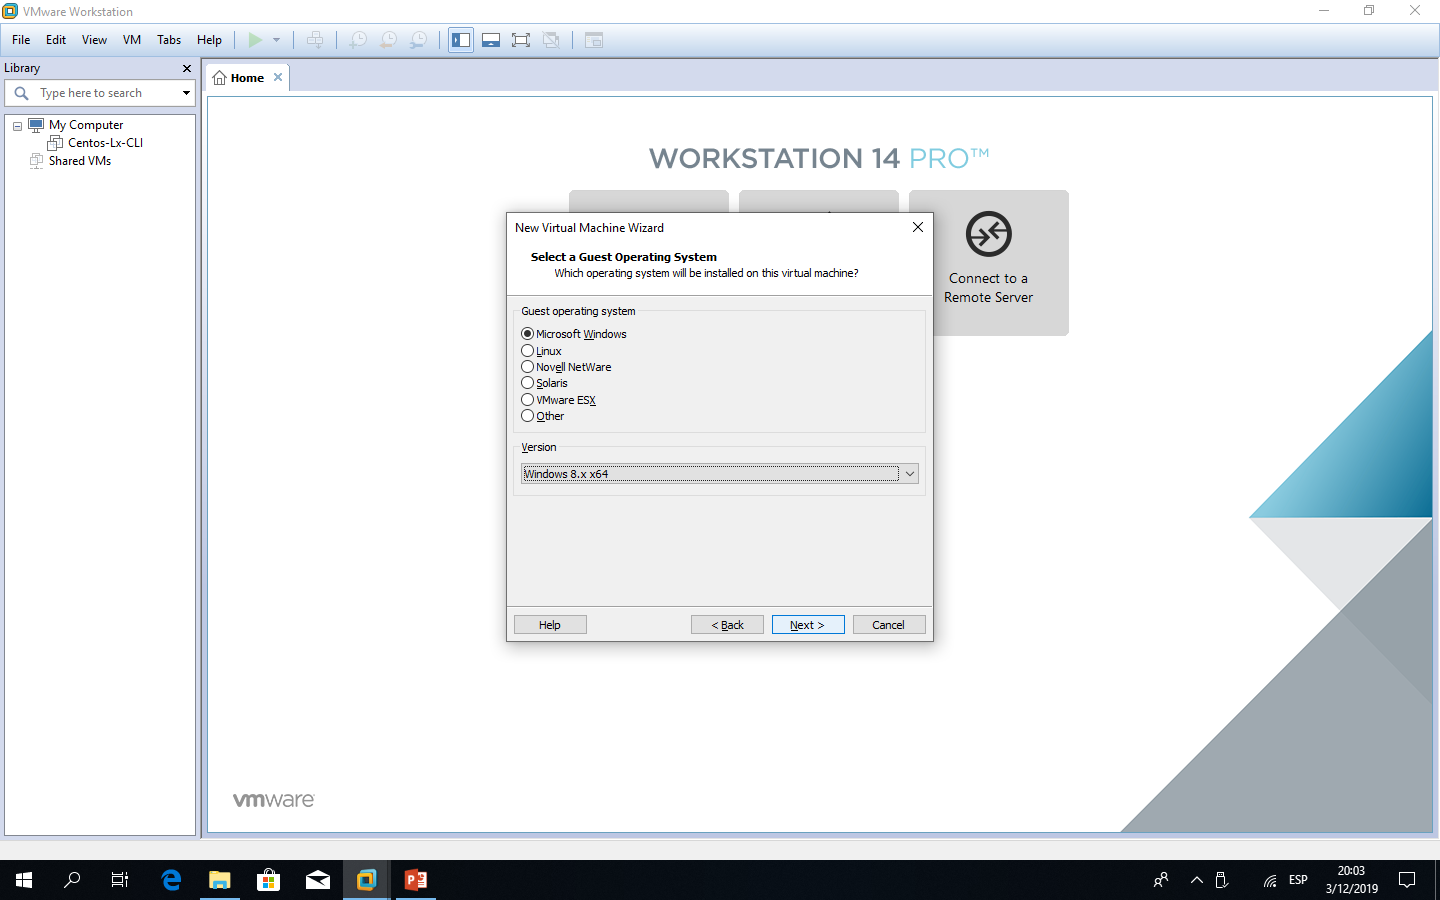 VMware Workstation
File Edit View VM Tabs Help
Library
Type here to search
My Computer
Centos-Lx-CLI
Shared VMs
Home
WORKSTATION 14 PRO™
Connect to a
Remote Server
New Virtual Machine Wizard
Select a Guest Operating System
Which operating system will be installed on this virtual machine?
Guest operating system
Microsoft Windows
Linux
Novell NetWare
Solaris
VMware ESX
Other
Version
Windows 8.x x64
Help < Back Next > Cancel
vmware
ESP
20:03
3/12/2019